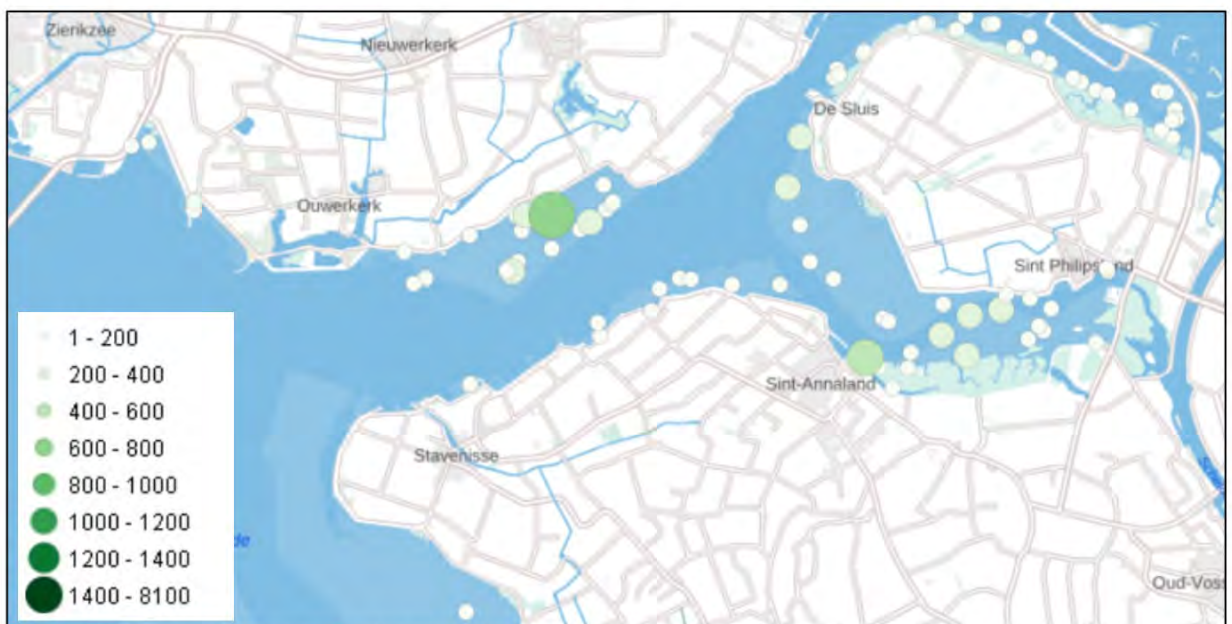 Zierikzee
Nieuwerkerk
De Sluis
Ouwerkerk
Sint Philipsland
1 - 200
200 - 400
400 - 600
600 - 800
800 - 1000
1000 - 1200
1200 - 1400
1400 - 8100
Sint-Annaland
Stavenisse
de
Oud-Voss